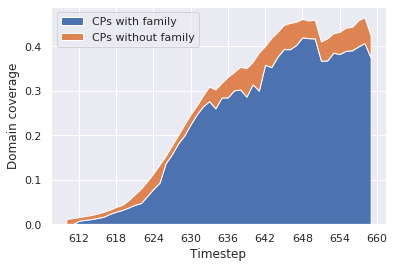 CPs with family
CPs without family
0.4
0.3
0.2
0.1
0.0
Domain coverage
612 618 624 630 636 642 648 654 660
Timestep